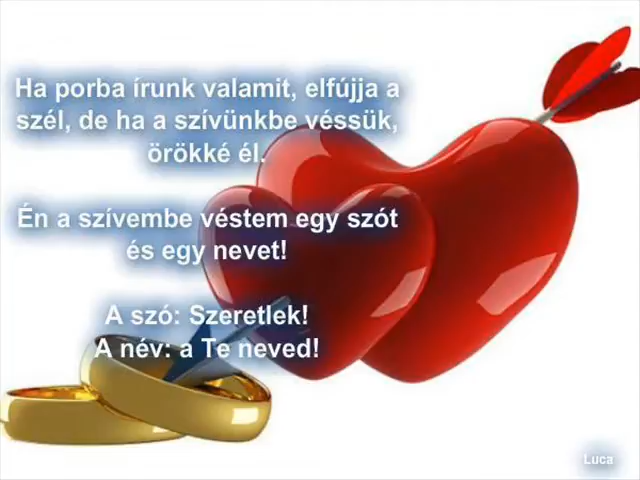 Ha porba írunk valamit, elfújja a
szél, de ha a szívünkbe véssük,
örökké él.
Én a szívembe véstem egy szót
és egy nevet!
A szó: Szeretlek!
A név: a Te neved!
Luca